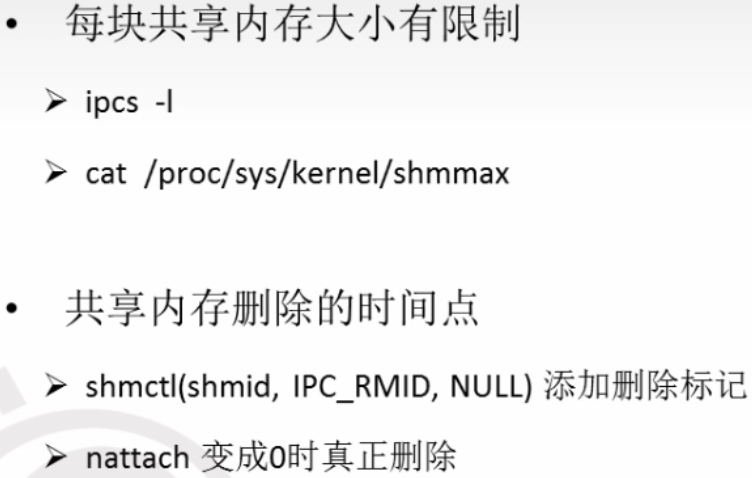 • 每块共享内存大小有限制
➢ ipcs -l
➢ cat /proc/sys/kernel/shmmax
• 共享内存删除的时间点
➢ shmctl(shmid, IPC_RMID, NULL) 添加删除标记
➢ nattach 变成0时真正删除